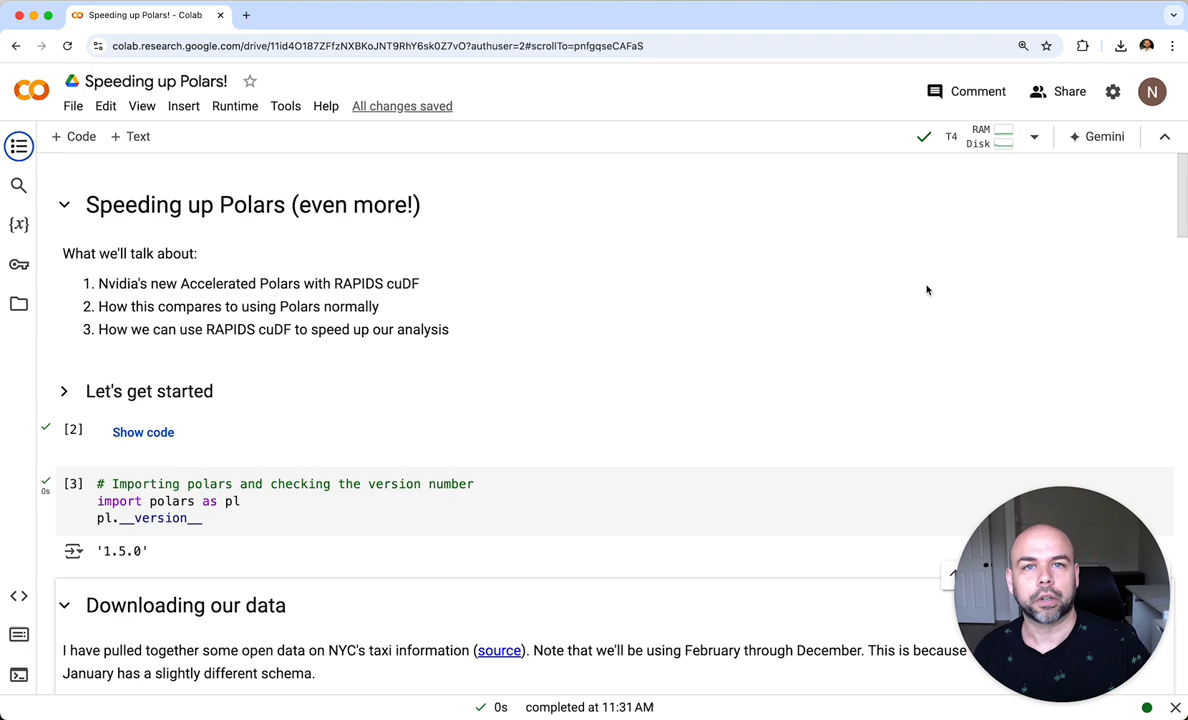 Speeding up Polars! - Colab
colab.research.google.com/drive/11id4O187ZFfzNXBKoJNT9RhY6sk0Z7vO?authuser=2#scrollTo=pnfgqseCAFaS
Speeding up Polars!
File Edit View Insert Runtime Tools Help All changes saved
Comment Share N
+ Code + Text
T4 RAM Disk Gemini
Speeding up Polars (even more!)
What we'll talk about:
1. Nvidia's new Accelerated Polars with RAPIDS cuDF
2. How this compares to using Polars normally
3. How we can use RAPIDS cuDF to speed up our analysis
Let's get started
[2] Show code
[3] # Importing polars and checking the version number
0s
import polars as pl
pl.__version__
'1.5.0'
Downloading our data
I have pulled together some open data on NYC's taxi information (source). Note that we'll be using February through December. This is because
January has a slightly different schema.
0s completed at 11:31 AM